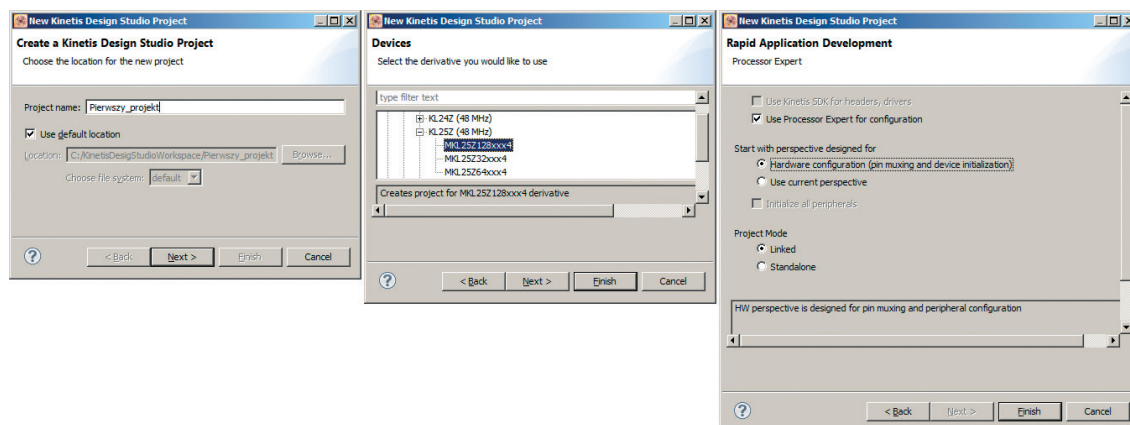 New Kinetis Design Studio Project
Create a Kinetis Design Studio Project
Choose the location for the new project
Project name: Pierwszy_projekt
Use default location
Location: C:/KinetisDesigStudioWorkspace/Pierwszy_projekt Browse...
Choose file system: default
< Back Next > Finish Cancel
New Kinetis Design Studio Project
Devices
Select the derivative you would like to use
type filter text
KL24Z (48 MHz)
KL25Z (48 MHz)
MKL25Z128xxx4
MKL25Z32xxx4
MKL25Z64xxx4
Creates project for MKL25Z128xxx4 derivative
< Back Next > Finish Cancel
New Kinetis Design Studio Project
Rapid Application Development
Processor Expert
Use Kinetis SDK for headers, drivers
Use Processor Expert for configuration
Start with perspective designed for
Hardware configuration (pin muxing and device initialization)
Use current perspective
Initialize all peripherals
Project Mode
Linked
Standalone
HW perspective is designed for pin muxing and peripheral configuration
< Back Next > Finish Cancel